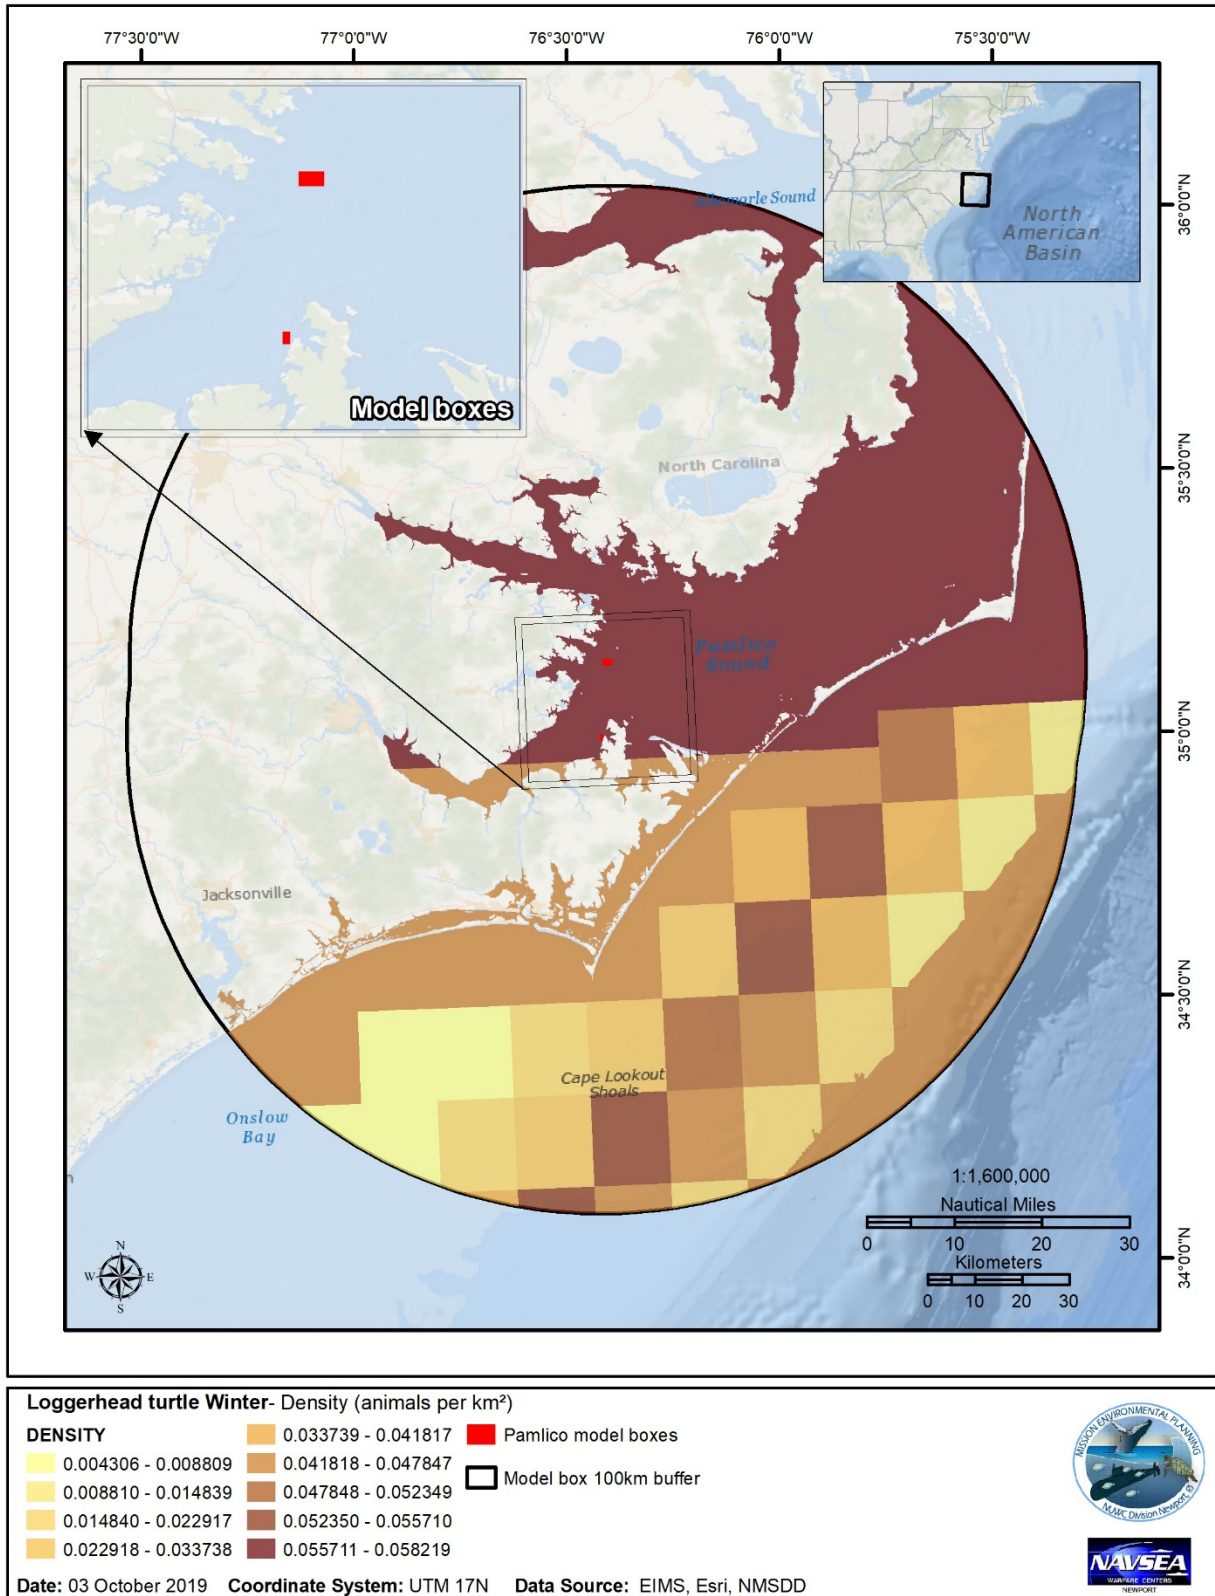 77°30'0"W 77°0'0"W 76°30'0"W 76°0'0"W 75°30'0"W
36°0'0"N
35°30'0"N
35°0'0"N
34°30'0"N
34°0'0"N
Model boxes
North
American
Basin
Albemarle Sound
North Carolina
Pamlico
Sound
Jacksonville
Cape Lookout
Shoals
Onslow
Bay
1:1,600,000
Nautical Miles
0 10 20 30
Kilometers
0 10 20 30
N
W E
S
Loggerhead turtle Winter- Density (animals per km²)
DENSITY
0.004306 - 0.008809
0.008810 - 0.014839
0.014840 - 0.022917
0.022918 - 0.033738
0.033739 - 0.041817
0.041818 - 0.047847
0.047848 - 0.052349
0.052350 - 0.055710
0.055711 - 0.058219
Pamlico model boxes
Model box 100km buffer
MISSION ENVIRONMENTAL PLANNING
NUWC Division Newport, RI
NAVSEA
WARFARE CENTERS
NEWPORT
Date: 03 October 2019 Coordinate System: UTM 17N Data Source: EIMS, Esri, NMSDD